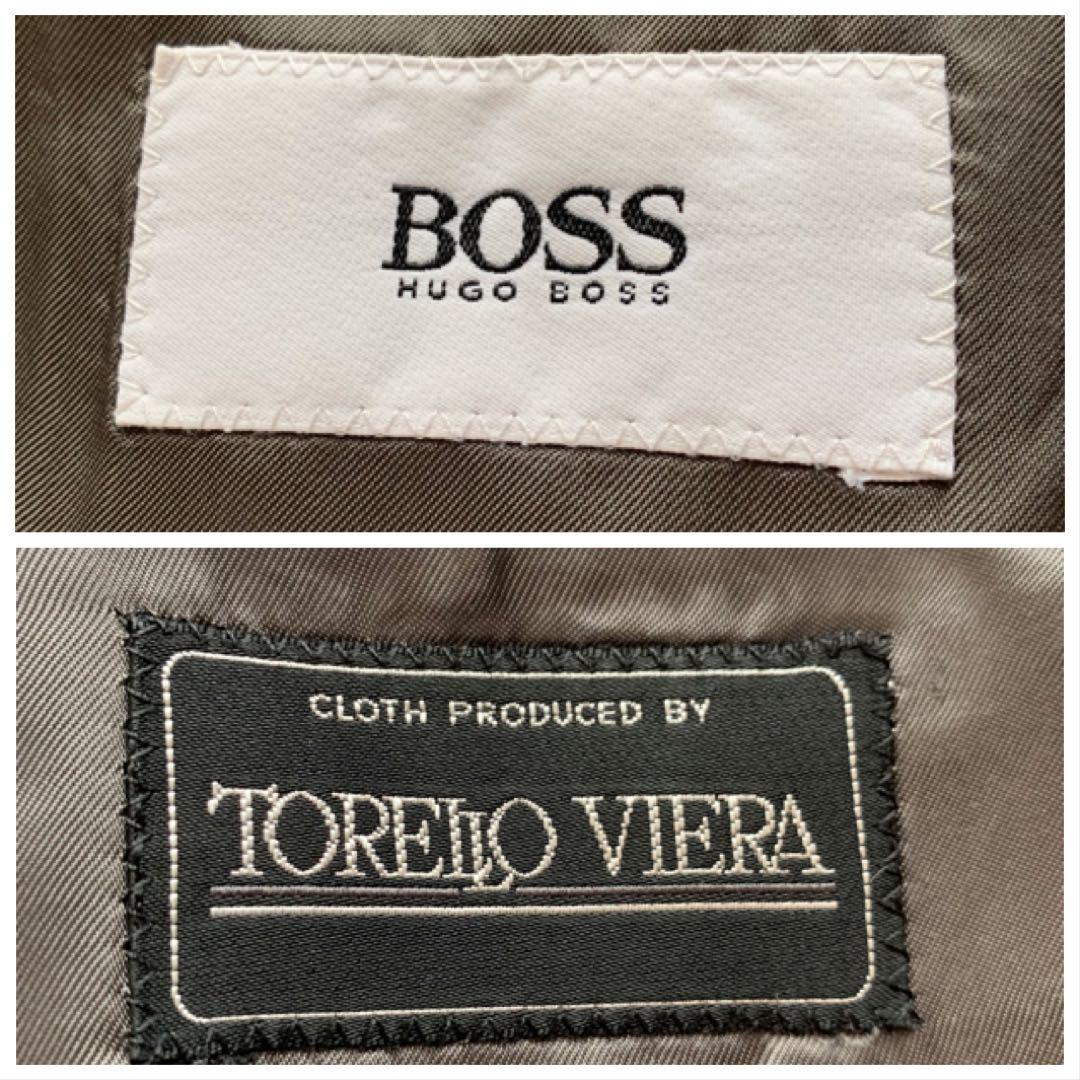 BOSS
HUGO BOSS
CLOTH PRODUCED BY
TORELLO VIERA